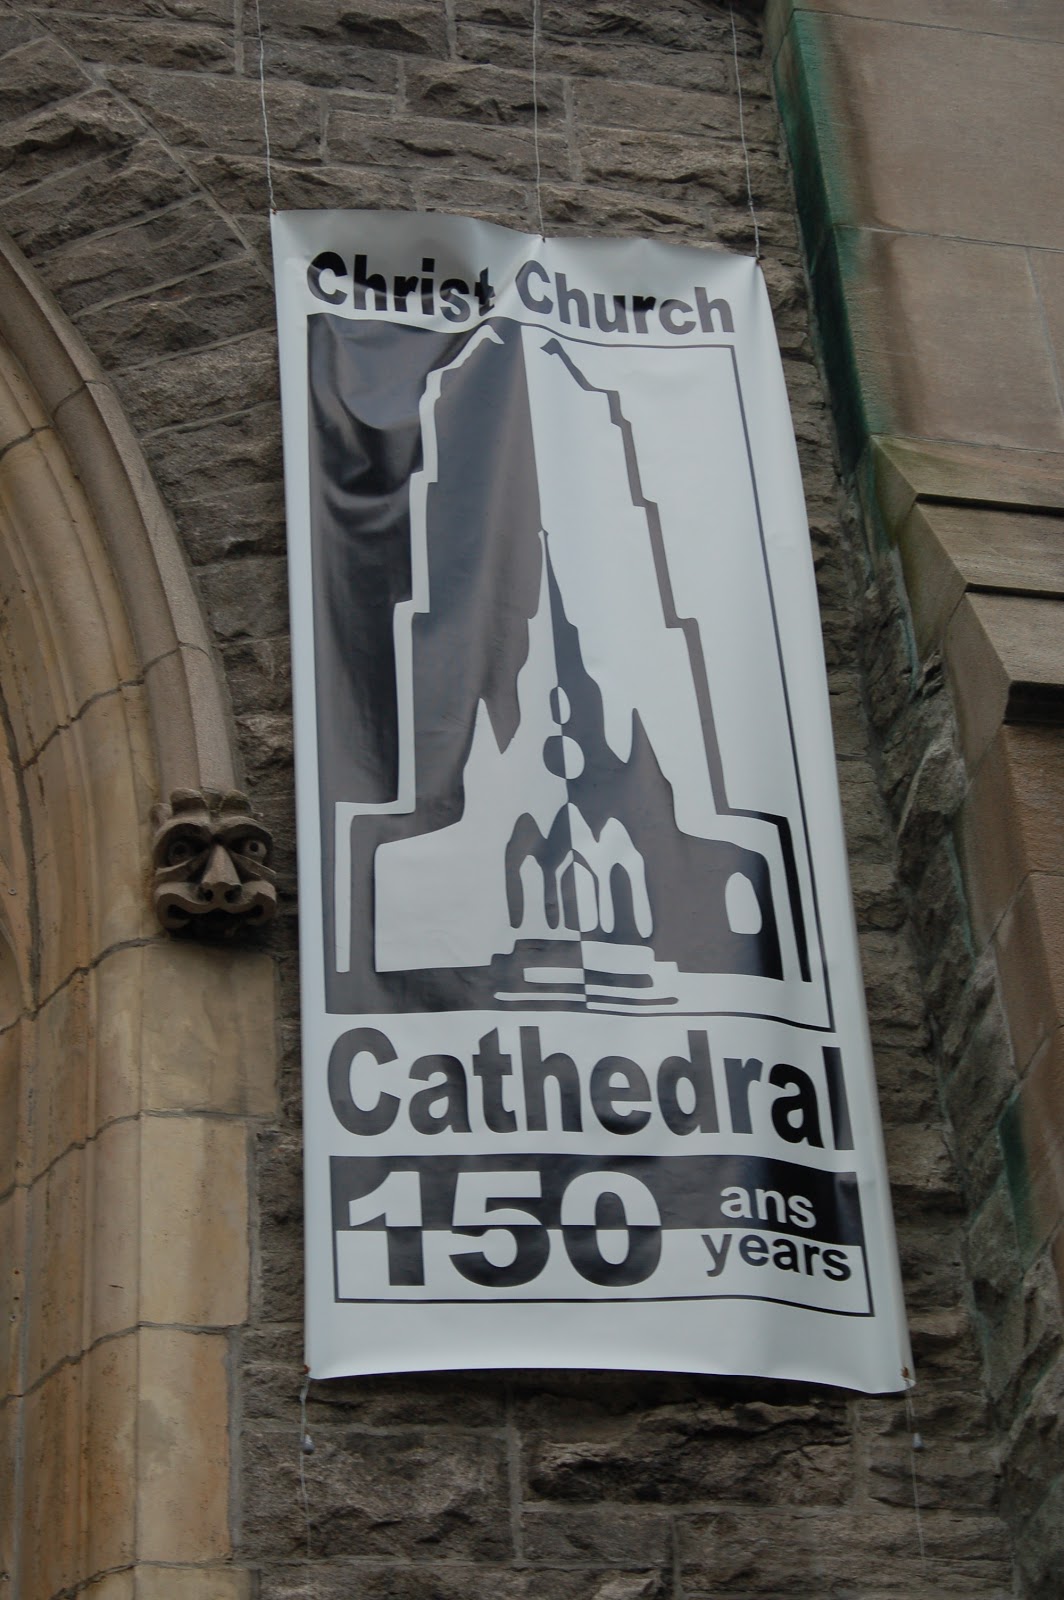 Christ Church
Cathedral
150 ans
years